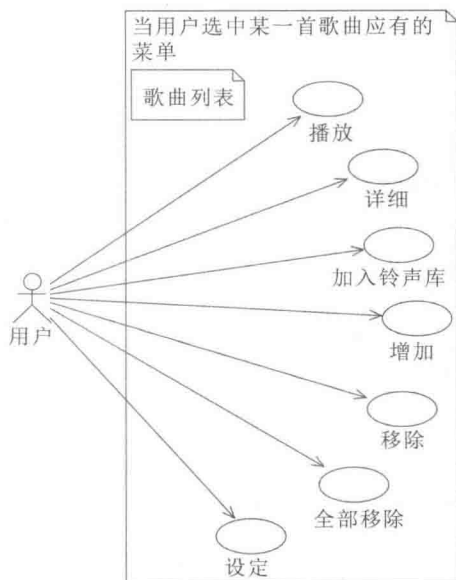 当用户选中某一首歌曲应有的
菜单
歌曲列表
播放
详细
加入铃声库
用户
增加
移除
全部移除
设定